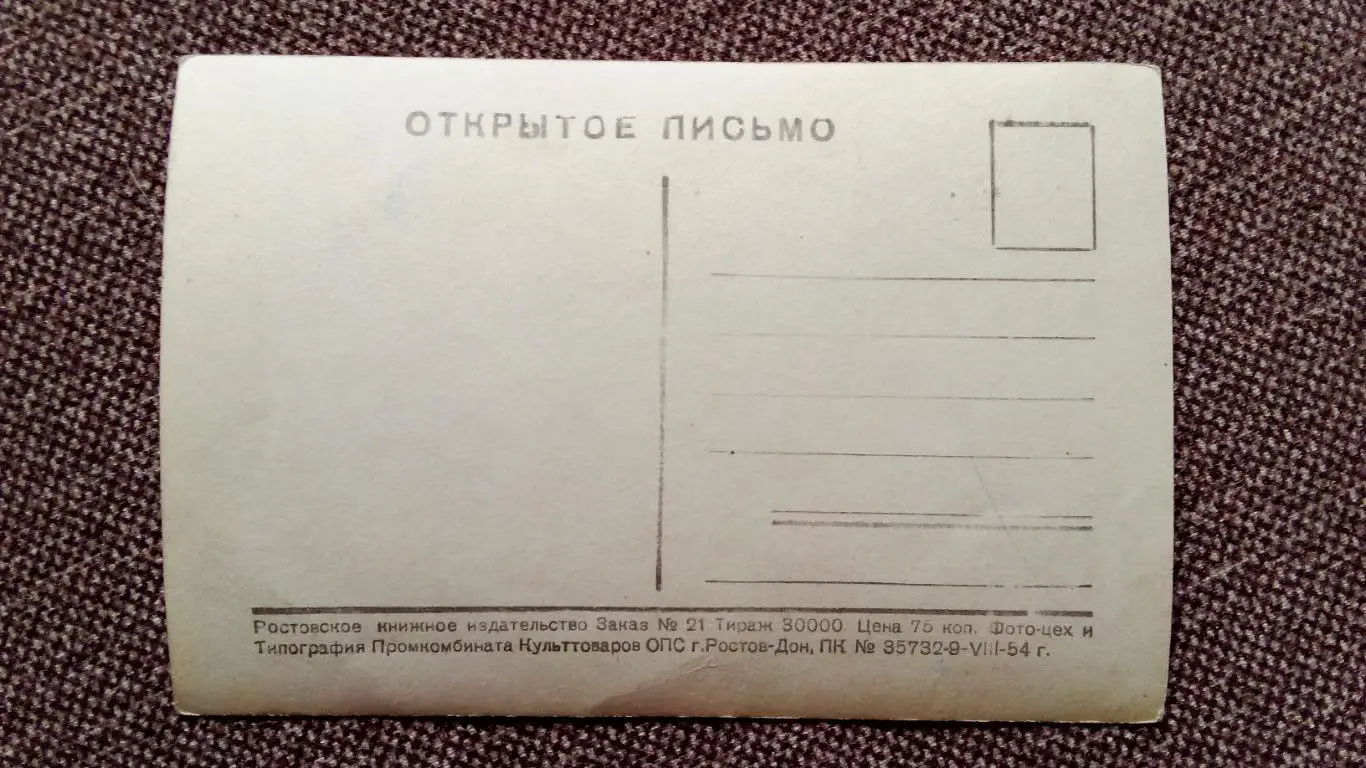 ОТКРЫТОЕ ПИСЬМО
Ростовское книжное издательство Заказ № 21 Тираж 30000 Цена 75 коп. Фото-цех и
Типография Промкомбината Культтоваров ОПС г.Ростов-Дон, ПК № 35732-9-VIII-54 г.